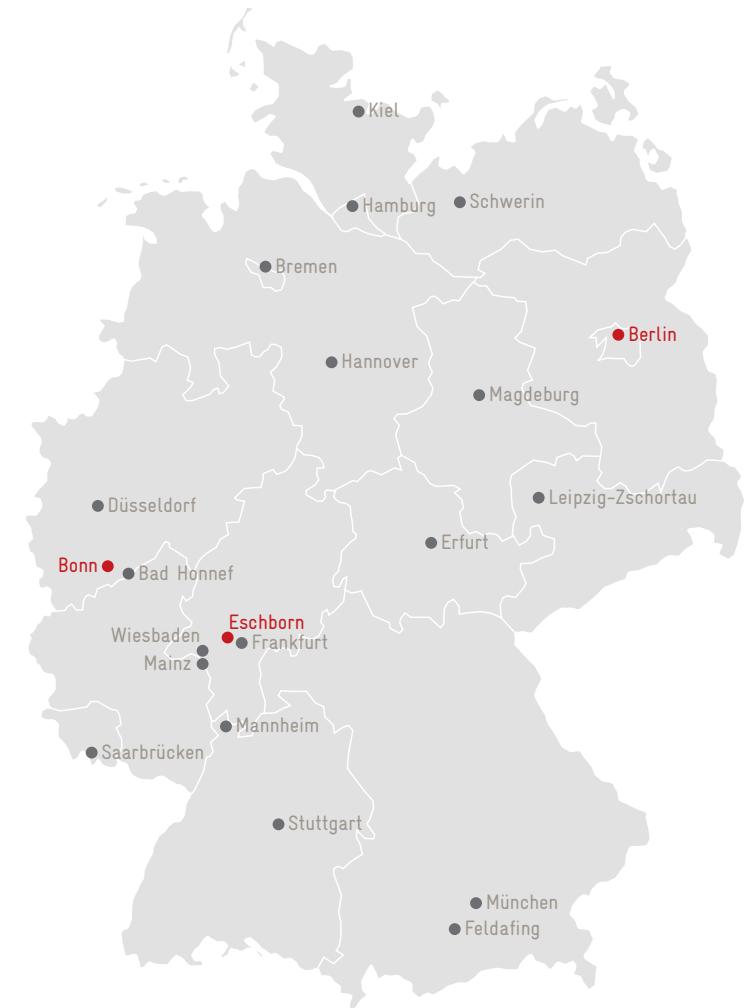 Kiel
Hamburg
Schwerin
Bremen
Berlin
Hannover
Magdeburg
Leipzig-Zschortau
Düsseldorf
Erfurt
Bonn
Bad Honnef
Eschborn
Wiesbaden
Frankfurt
Mainz
Mannheim
Saarbrücken
Stuttgart
München
Feldafing